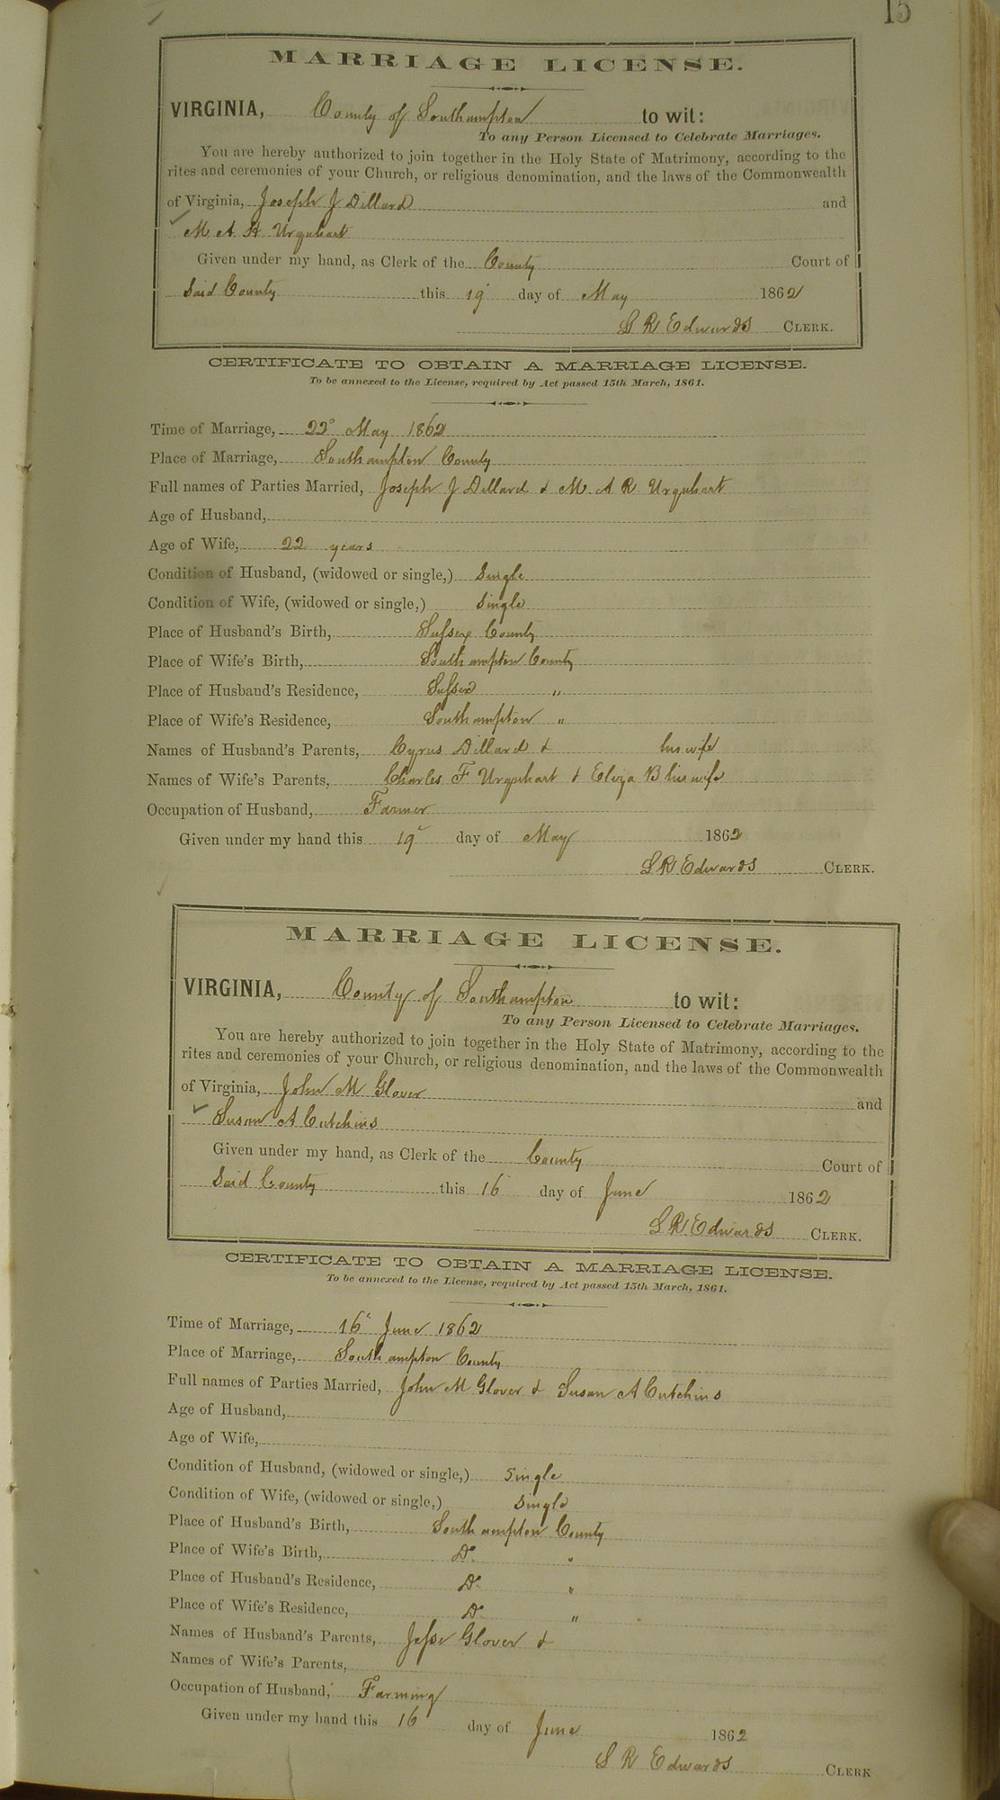 15
MARRIAGE LICENSE.
VIRGINIA, County of Southampton to wit:
To any Person Licensed to Celebrate Marriages.
You are hereby authorized to join together in the Holy State of Matrimony, according to the
rites and ceremonies of your Church, or religious denomination, and the laws of the Commonwealth
of Virginia, Joseph J Dillard and
M. A. R Urquhart
Given under my hand, as Clerk of the County Court of
Said County this 19 day of May 1862
L R Edwards CLERK.
CERTIFICATE TO OBTAIN A MARRIAGE LICENSE.
To be annexed to the License, required by Act passed 15th March, 1861.
Time of Marriage, 22d May 1862
Place of Marriage, Southampton County
Full names of Parties Married, Joseph J Dillard & M. A R Urquhart
Age of Husband,
Age of Wife, 22 years
Condition of Husband, (widowed or single,) Single
Condition of Wife, (widowed or single,) Single
Place of Husband's Birth, Sussex County
Place of Wife's Birth, Southampton County
Place of Husband's Residence, Sussex "
Place of Wife's Residence, Southampton "
Names of Husband's Parents, Cyrus Dillard & his wife
Names of Wife's Parents, Charles F Urquhart & Eliza B his wife
Occupation of Husband, Farmer
Given under my hand this 19 day of May 1862
L R Edwards CLERK.
MARRIAGE LICENSE.
VIRGINIA, County of Southampton to wit:
To any Person Licensed to Celebrate Marriages.
You are hereby authorized to join together in the Holy State of Matrimony, according to the
rites and ceremonies of your Church, or religious denomination, and the laws of the Commonwealth
of Virginia, John M Glover and
Susan A Cutchins
Given under my hand, as Clerk of the County Court of
Said County this 16 day of June 1862
L R Edwards CLERK.
CERTIFICATE TO OBTAIN A MARRIAGE LICENSE.
To be annexed to the License, required by Act passed 15th March, 1861.
Time of Marriage, 16 June 1862
Place of Marriage, Southampton County
Full names of Parties Married, John M Glover & Susan A Cutchins
Age of Husband,
Age of Wife,
Condition of Husband, (widowed or single,) Single
Condition of Wife, (widowed or single,) Single
Place of Husband's Birth, Southampton County
Place of Wife's Birth, Do "
Place of Husband's Residence, Do "
Place of Wife's Residence, Do "
Names of Husband's Parents, Jesse Glover &
Names of Wife's Parents,
Occupation of Husband, Farming
Given under my hand this 16 day of June 1862
L R Edwards CLERK